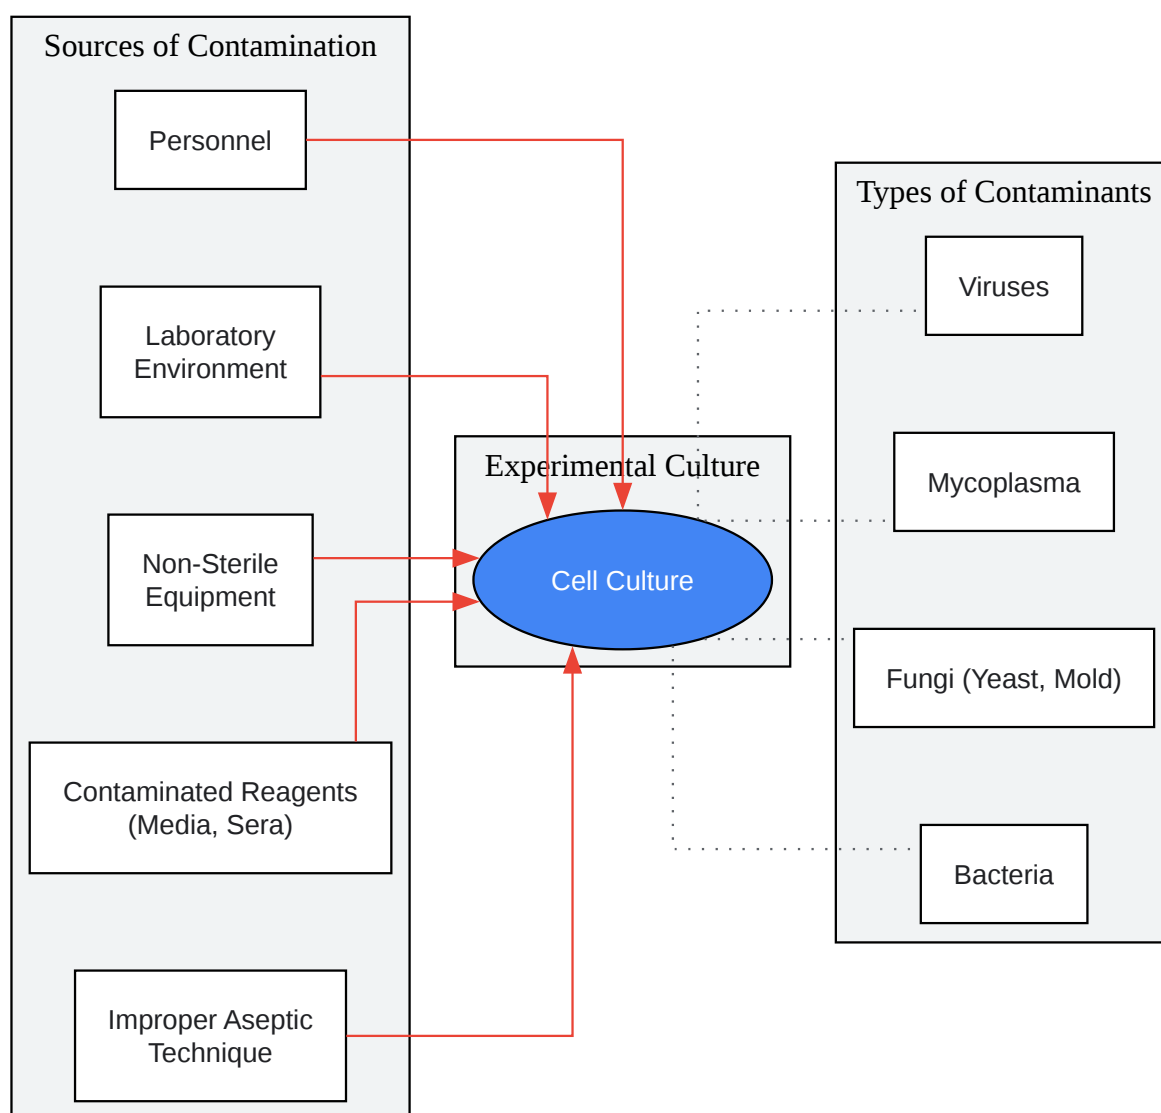 Sources of Contamination
Personnel
Laboratory
Environment
Non-Sterile
Equipment
Contaminated Reagents
(Media, Sera)
Improper Aseptic
Technique
Experimental Culture
Cell Culture
Types of Contaminants
Viruses
Mycoplasma
Fungi (Yeast, Mold)
Bacteria